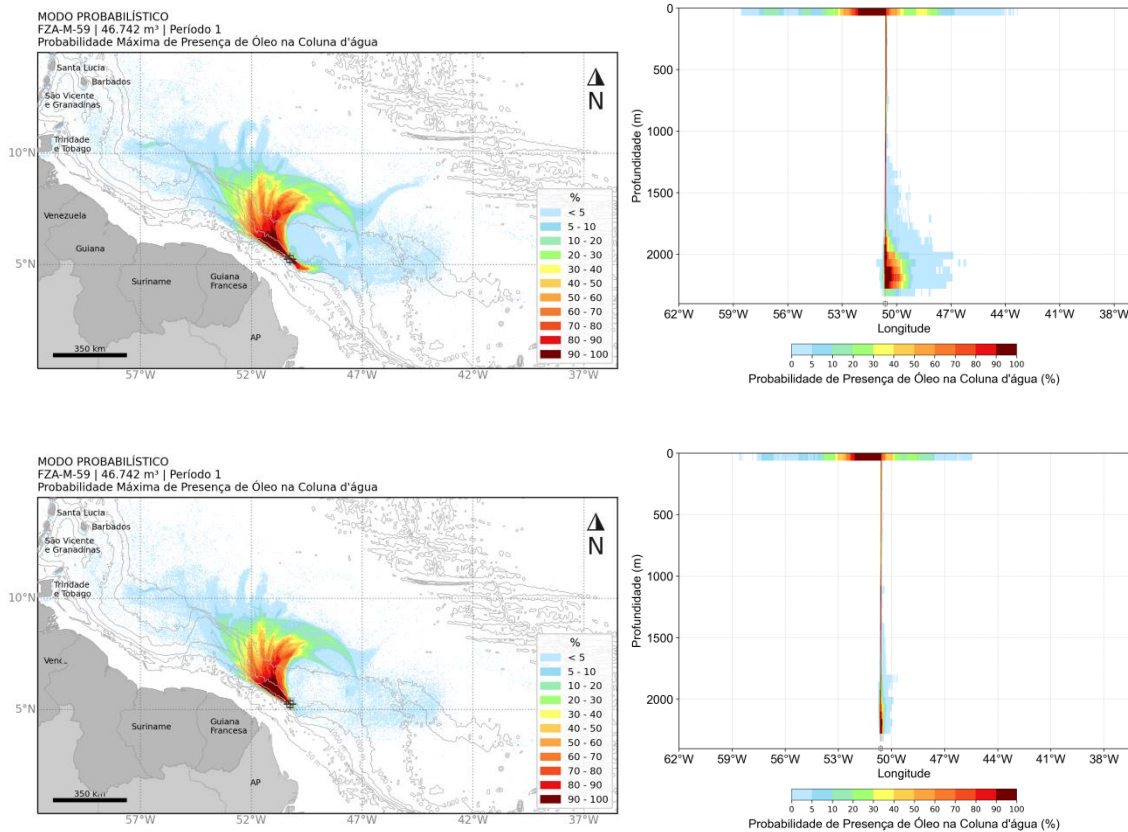 MODO PROBABILÍSTICO
FZA-M-59 | 46.742 m³ | Período 1
Probabilidade Máxima de Presença de Óleo na Coluna d'água
Santa Lucia
Barbados
São Vicente
e Granadinas
Trindade
e Tobago
10°N
Venezuela
Guiana
5°N
Suriname
Guiana
Francesa
AP
350 km
57°W 52°W 47°W 42°W 37°W
N
%
< 5
5 - 10
10 - 20
20 - 30
30 - 40
40 - 50
50 - 60
60 - 70
70 - 80
80 - 90
90 - 100
0
500
1000
1500
2000
Profundidade (m)
62°W 59°W 56°W 53°W 50°W 47°W 44°W 41°W 38°W
Longitude
0 5 10 20 30 40 50 60 70 80 90 100
Probabilidade de Presença de Óleo na Coluna d'água (%)
MODO PROBABILÍSTICO
FZA-M-59 | 46.742 m³ | Período 1
Probabilidade Máxima de Presença de Óleo na Coluna d'água
Santa Lucia
Barbados
São Vicente
e Granadinas
Trindade
e Tobago
10°N
5°N
Suriname
Guiana
Francesa
AP
350 km
57°W 52°W 47°W 42°W 37°W
N
%
< 5
5 - 10
10 - 20
20 - 30
30 - 40
40 - 50
50 - 60
60 - 70
70 - 80
80 - 90
90 - 100
0
500
1000
1500
2000
Profundidade (m)
62°W 59°W 56°W 53°W 50°W 47°W 44°W 41°W 38°W
Longitude
0 5 10 20 30 40 50 60 70 80 90 100
Probabilidade de Presença de Óleo na Coluna d'água (%)